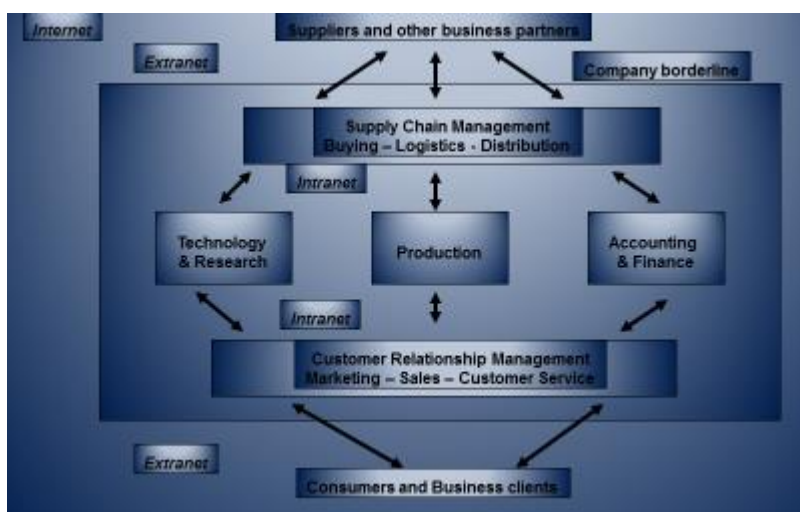 Internet
Suppliers and other business partners
Extranet
Company borderline
Supply Chain Management
Buying – Logistics - Distribution
Intranet
Technology
& Research
Production
Accounting
& Finance
Intranet
Customer Relationship Management
Marketing – Sales – Customer Service
Extranet
Consumers and Business clients